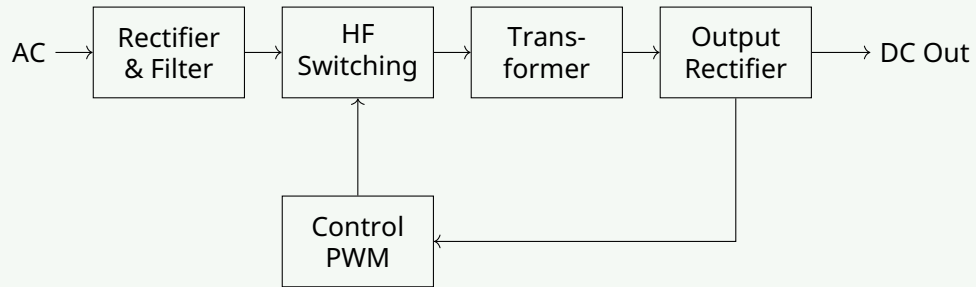 AC
Rectifier
& Filter
HF
Switching
Trans-
former
Output
Rectifier
DC Out
Control
PWM